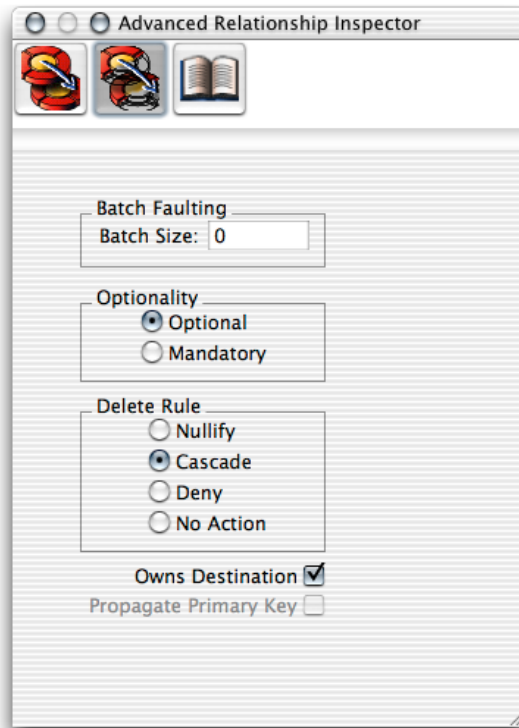 Advanced Relationship Inspector
Batch Faulting
Batch Size: 0
Optionality
Optional
Mandatory
Delete Rule
Nullify
Cascade
Deny
No Action
Owns Destination
Propagate Primary Key